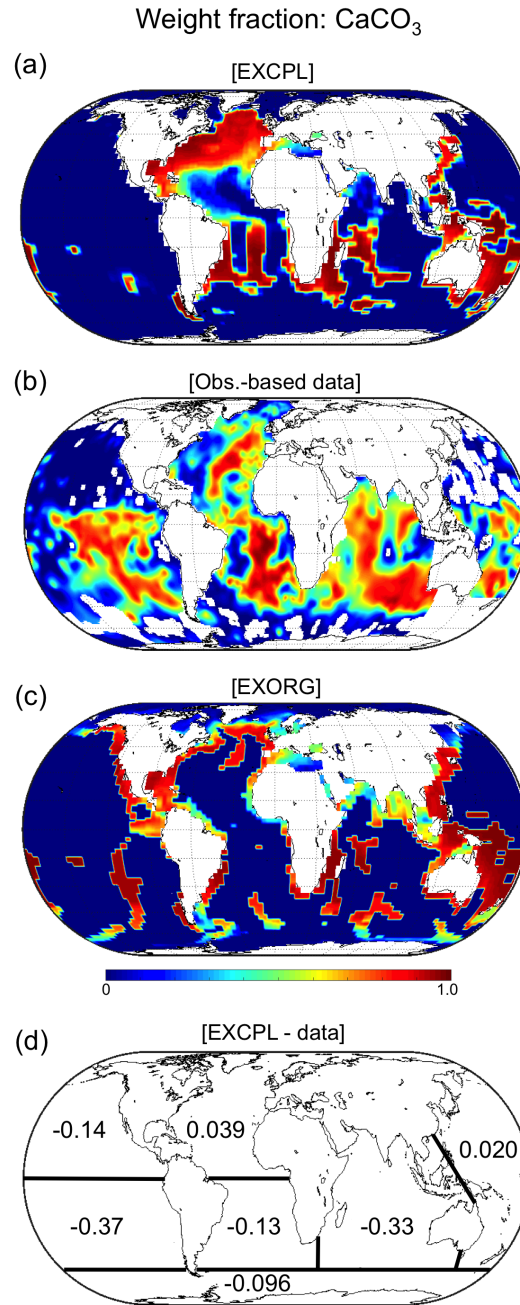 Weight fraction: CaCO₃
(a)
[EXCPL]
(b)
[Obs.-based data]
(c)
[EXORG]
0 1.0
(d)
[EXCPL - data]
-0.14 0.039 0.020
-0.37 -0.13 -0.33
-0.096